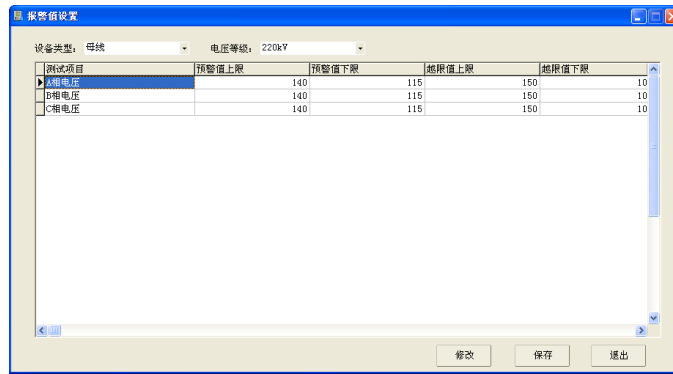 报警值设置
设备类型: 母线 电压等级: 220kV
测试项目 预警值上限 预警值下限 越限值上限 越限值下限
A相电压 140 115 150 10
B相电压 140 115 150 10
C相电压 140 115 150 10
修改 保存 退出